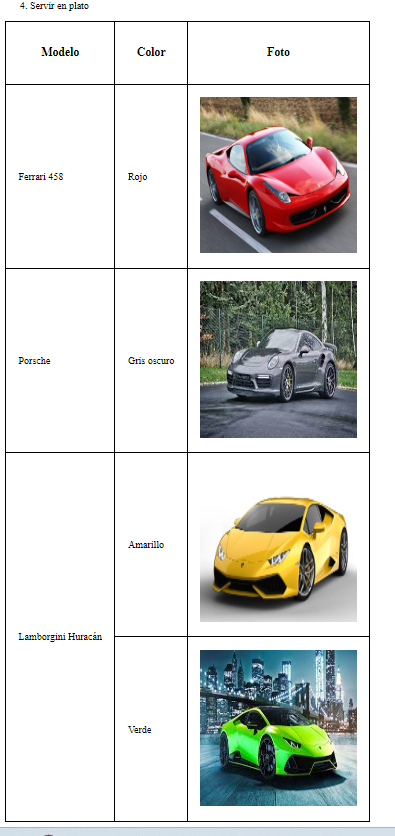 4. Servir en plato
Modelo Color Foto
Ferrari 458 Rojo
Porsche Gris oscuro
Amarillo
Lamborgini Huracán
Verde